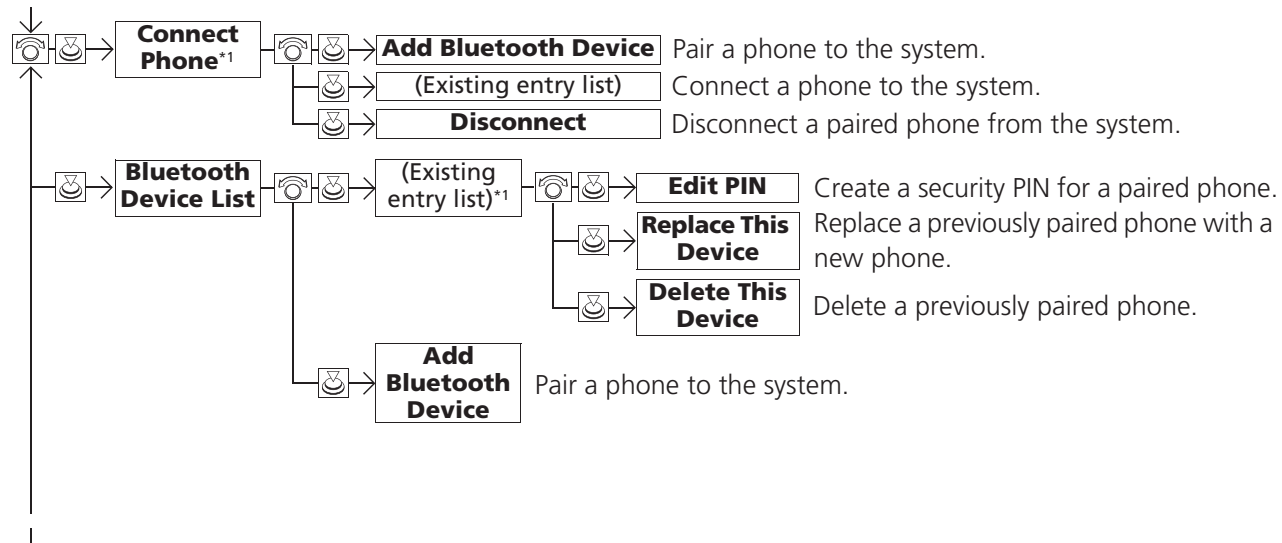 Connect
Phone*1
Add Bluetooth Device Pair a phone to the system.
(Existing entry list) Connect a phone to the system.
Disconnect Disconnect a paired phone from the system.
Bluetooth
Device List
(Existing
entry list)*1
Edit PIN Create a security PIN for a paired phone.
Replace This
Device
Replace a previously paired phone with a
new phone.
Delete This
Device
Delete a previously paired phone.
Add
Bluetooth
Device
Pair a phone to the system.